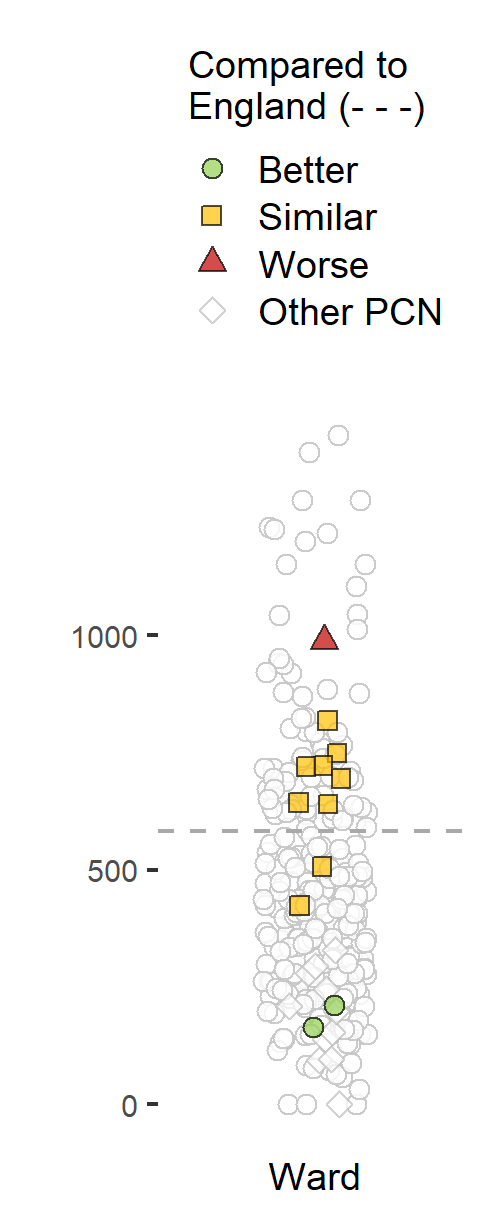 Compared to
England (- - -)
Better
Similar
Worse
Other PCN
1000
500
0
Ward